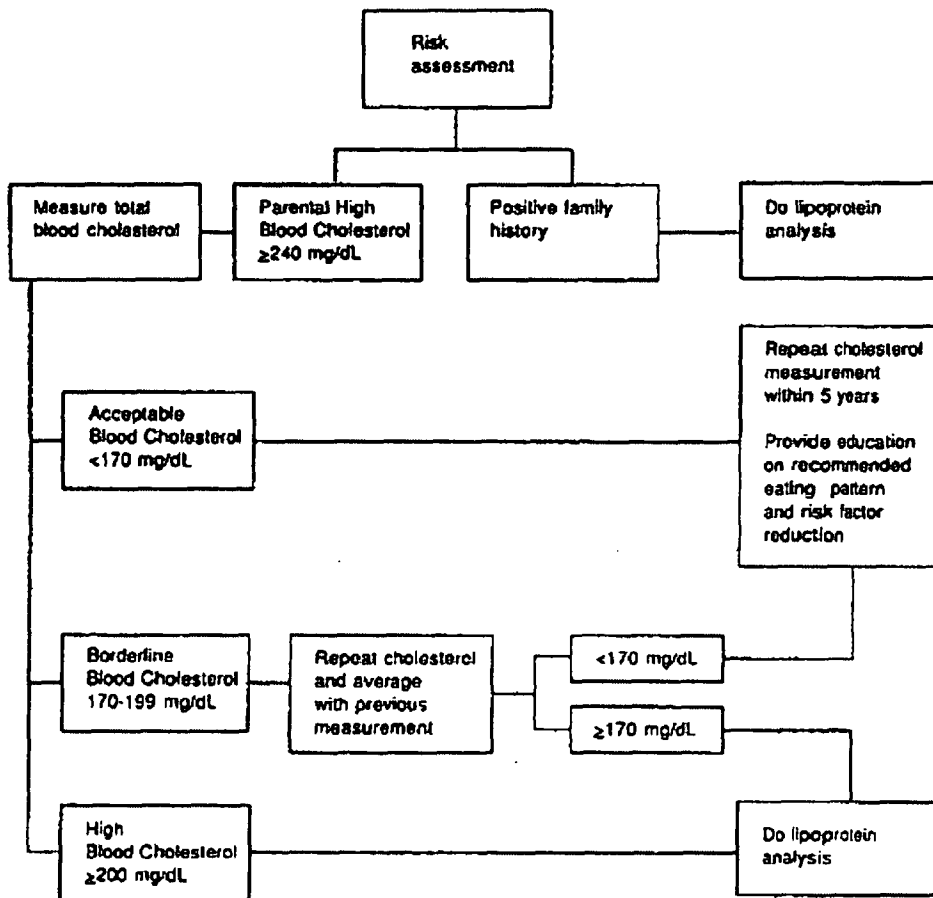 Risk
assessment
Measure total
blood cholesterol
Parental High
Blood Cholesterol
≥240 mg/dL
Positive family
history
Do lipoprotein
analysis
Acceptable
Blood Cholesterol
<170 mg/dL
Repeat cholesterol
measurement
within 5 years
Provide education
on recommended
eating pattern
and risk factor
reduction
Borderline
Blood Cholesterol
170-199 mg/dL
Repeat cholesterol
and average
with previous
measurement
<170 mg/dL
≥170 mg/dL
High
Blood Cholesterol
≥200 mg/dL
Do lipoprotein
analysis